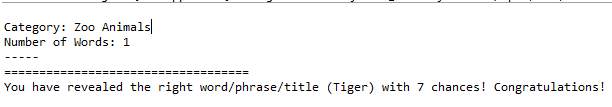 Category: Zoo Animals
Number of Words: 1
-----
===================================
You have revealed the right word/phrase/title (Tiger) with 7 chances! Congratulations!